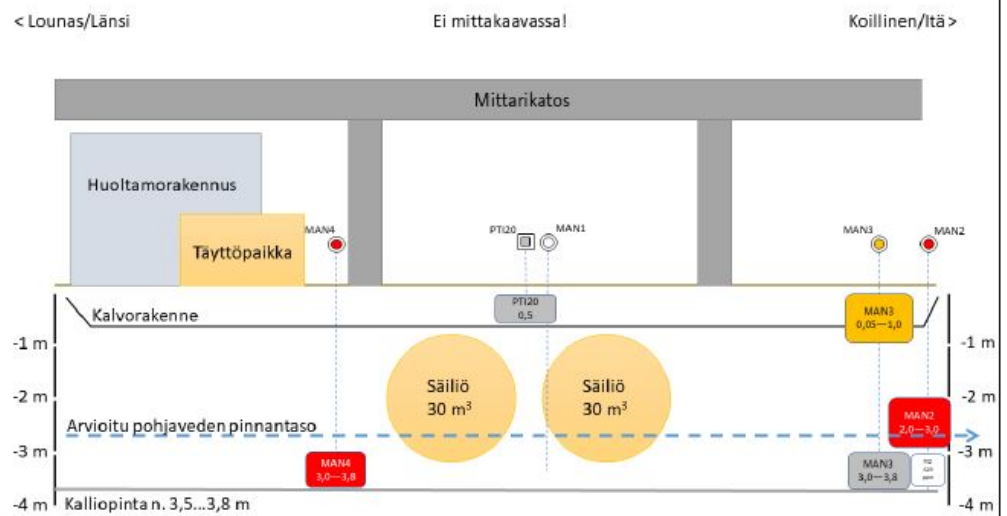 < Lounas/Länsi
Ei mittakaavassa!
Koillinen/Itä >
Mittarikatos
Huoltamorakennus
Täyttöpaikka
MAN4
PTI20
MAN1
MAN3
MAN2
Kalvorakenne
PTI20
0,5
MAN3
0,05—1,0
-1 m
-1 m
Säiliö
30 m³
Säiliö
30 m³
-2 m
-2 m
MAN2
2,0—3,0
Arvioitu pohjaveden pinnantaso
-3 m
-3 m
MAN4
3,0—3,8
MAN3
3,0—3,8
-4 m
Kalliopinta n. 3,5...3,8 m
-4 m